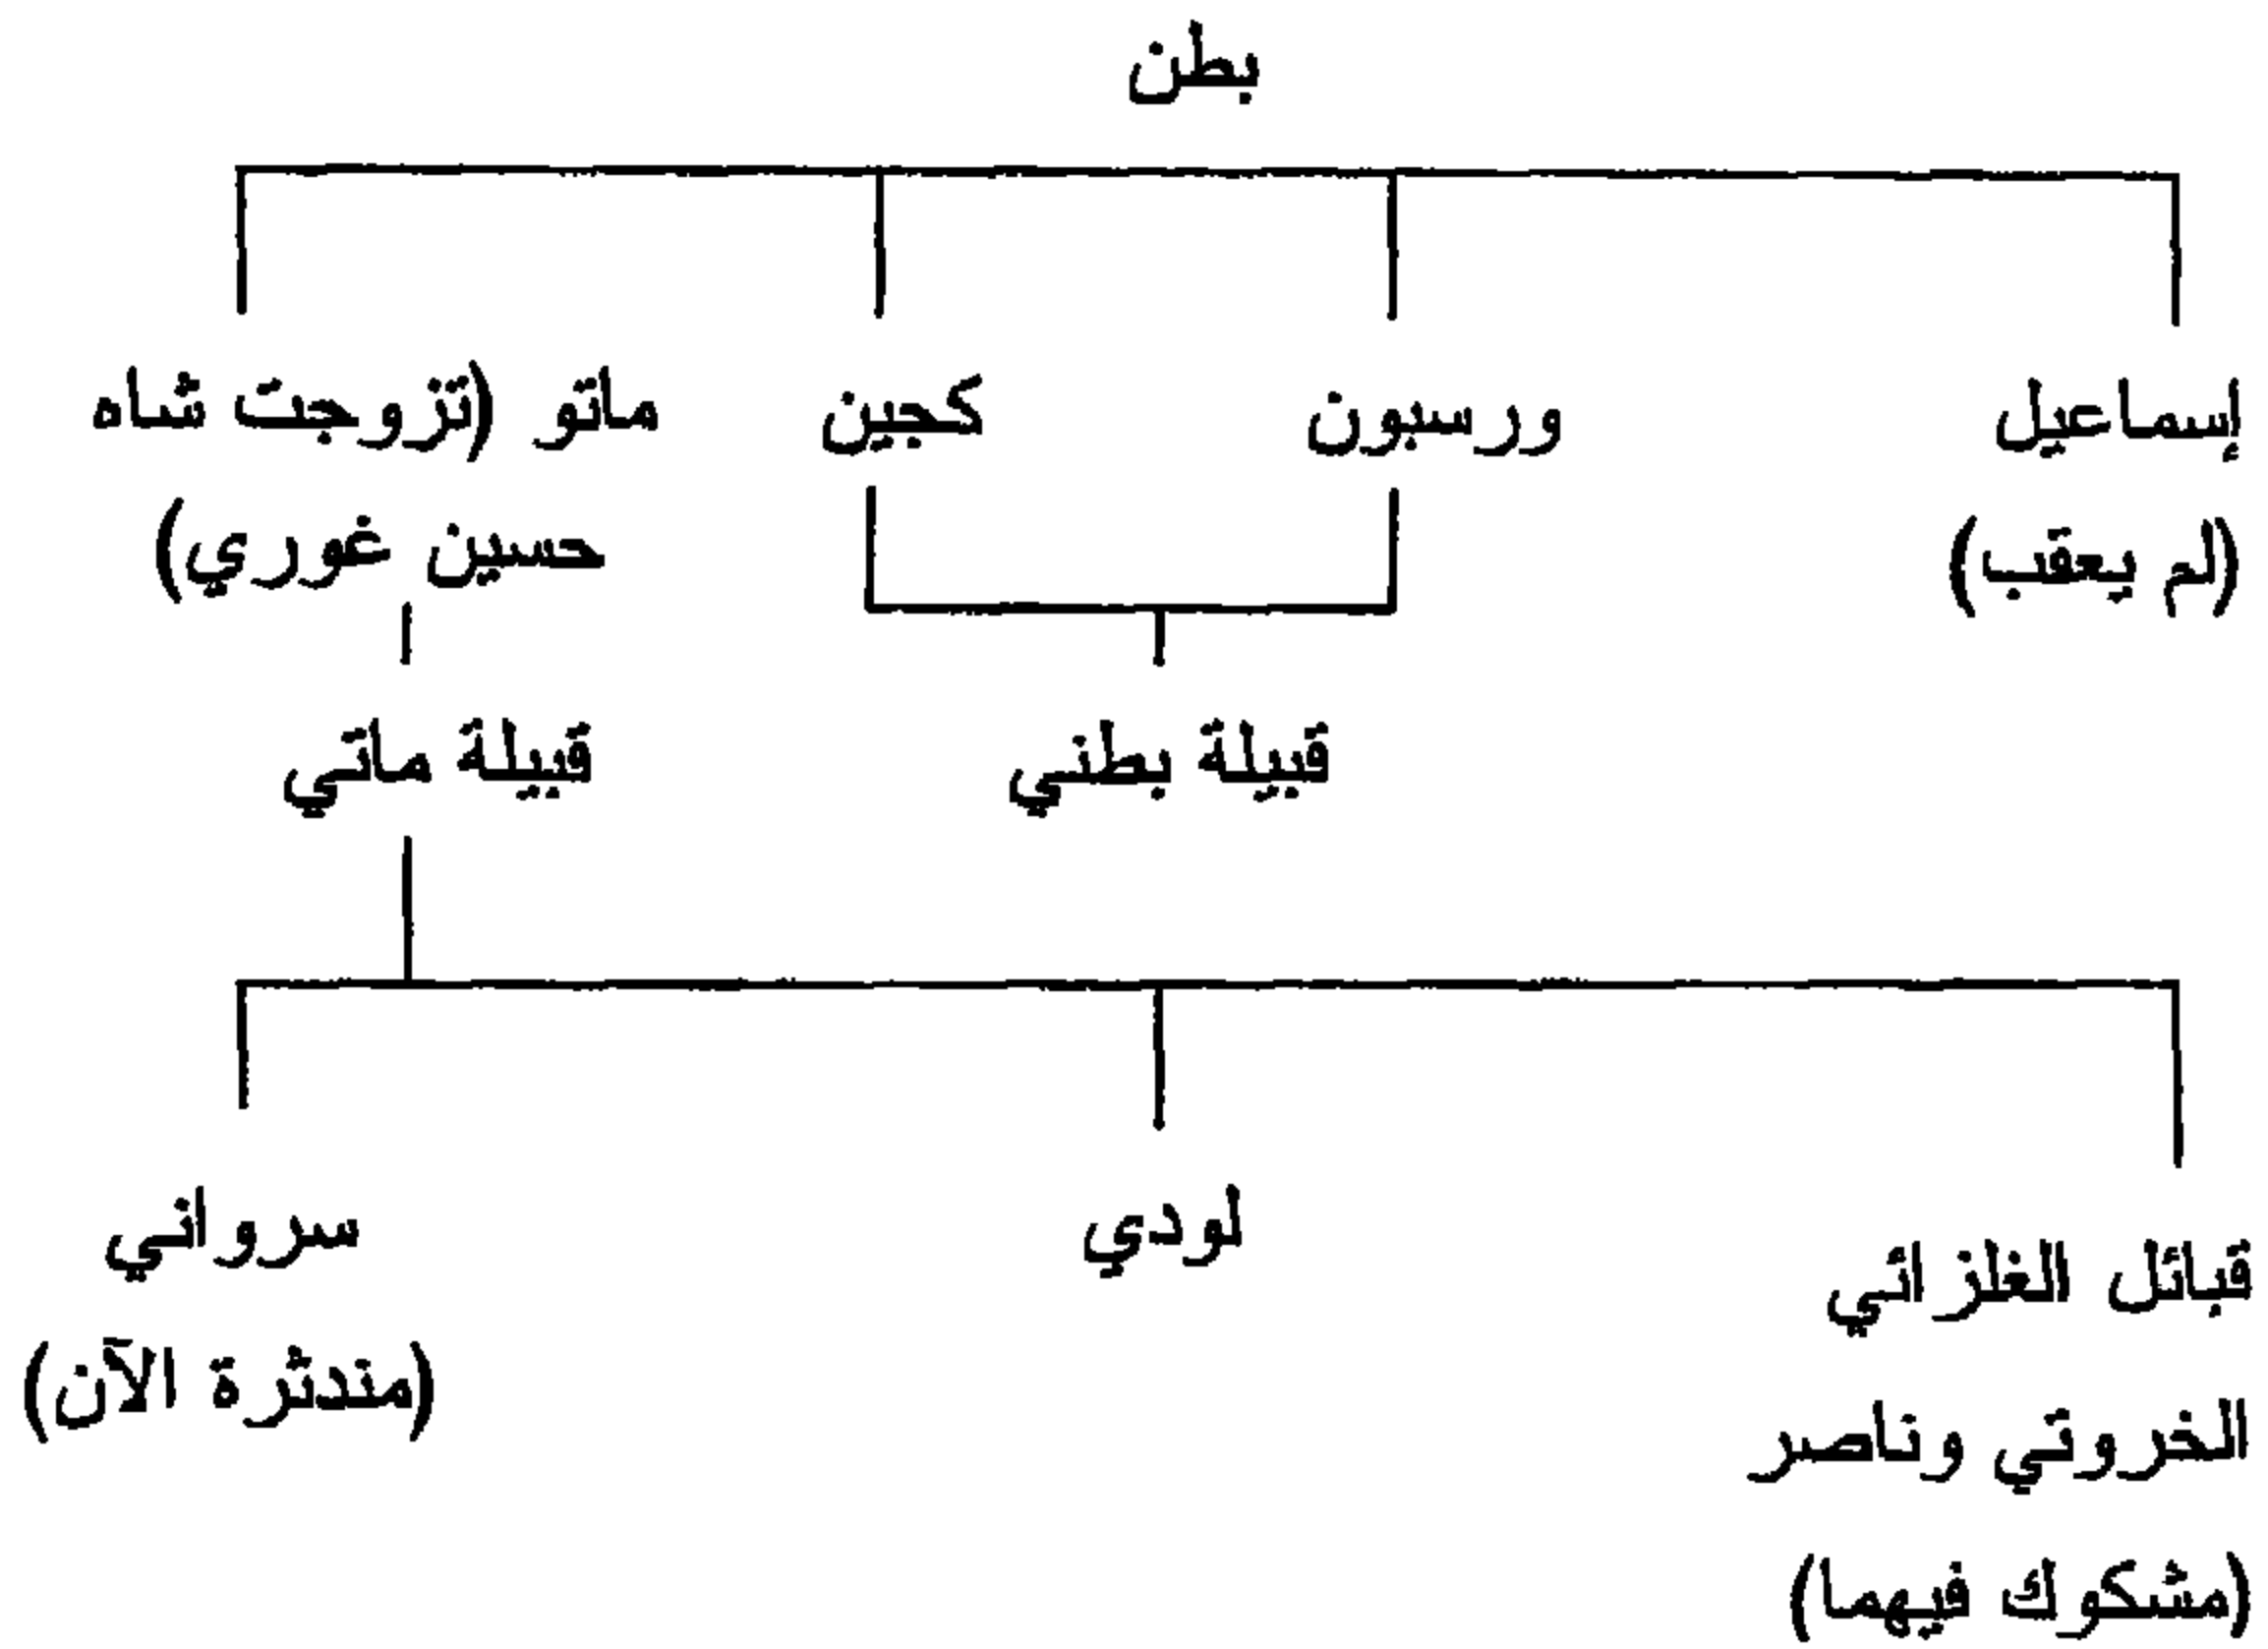 بطن
إسماعيل
(لم يعقب)
ورسبون
كجين
ماتو (تزوجت شاه
حسين غوري)
قبيلة بطني
قبيلة ماتي
قبائل الغلزائي
الخروتي وناصر
(مشكوك فيهما)
لودي
سرواني
(مندثرة الآن)